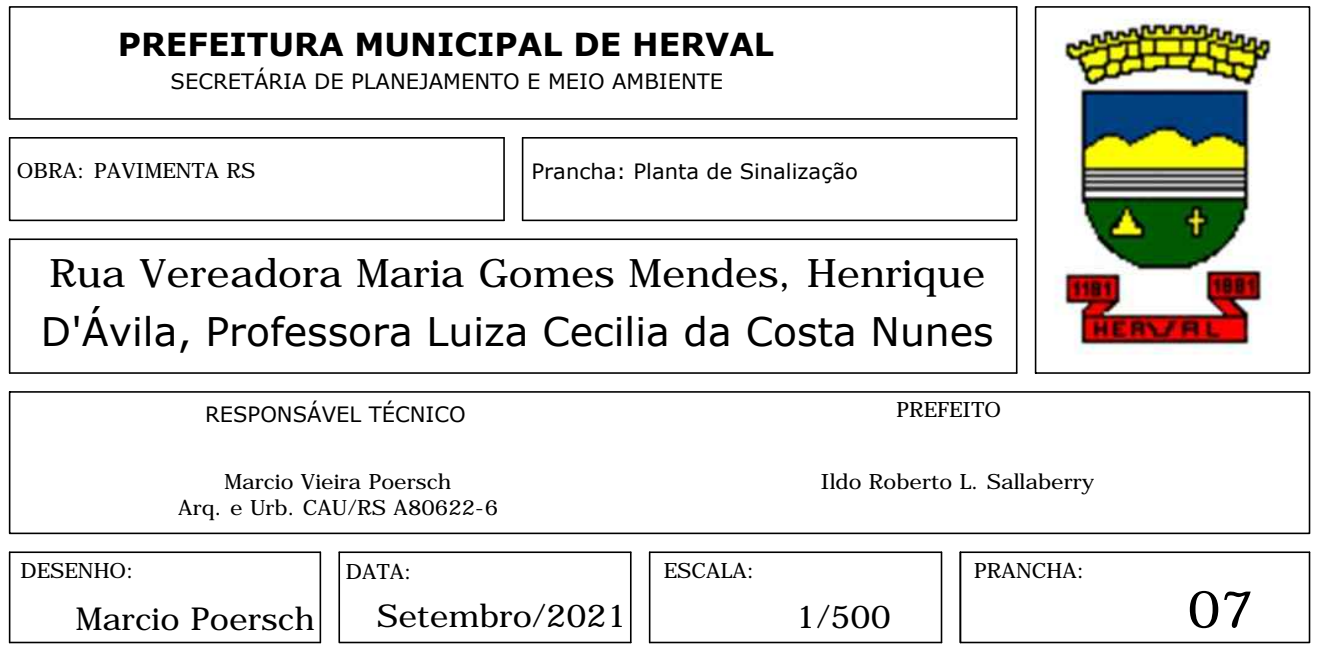 PREFEITURA MUNICIPAL DE HERVAL
SECRETÁRIA DE PLANEJAMENTO E MEIO AMBIENTE
OBRA: PAVIMENTA RS
Prancha: Planta de Sinalização
Rua Vereadora Maria Gomes Mendes, Henrique
D'Ávila, Professora Luiza Cecilia da Costa Nunes
1181 1881
HERVAL
RESPONSÁVEL TÉCNICO
Marcio Vieira Poersch
Arq. e Urb. CAU/RS A80622-6
PREFEITO
Ildo Roberto L. Sallaberry
DESENHO:
Marcio Poersch
DATA:
Setembro/2021
ESCALA:
1/500
PRANCHA:
07